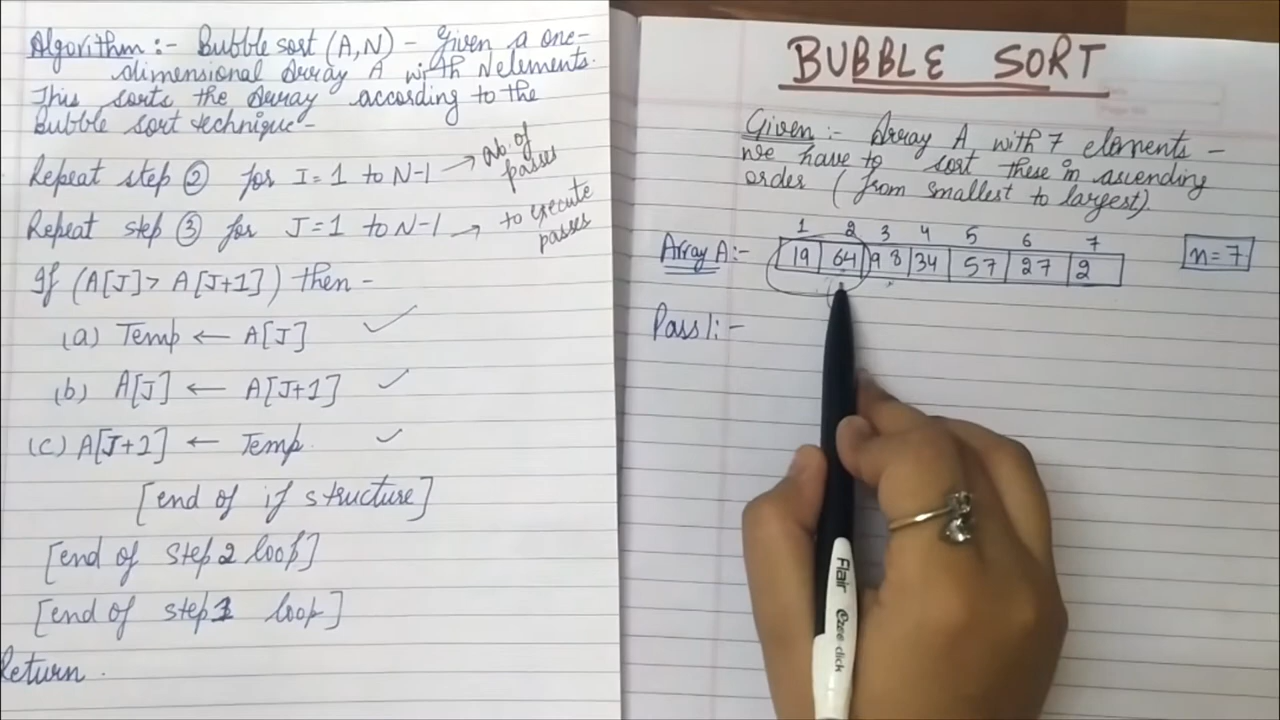 Algorithm :- Bubble sort (A,N) - Given a one-
dimensional Array A with N elements.
This sorts the Array according to the
Bubble sort technique-
Repeat step ② for I = 1 to N-1 → No. of
passes
Repeat step ③ for J = 1 to N-1 → to execute
passes
If (A[J] > A[J+1]) then -
(a) Temp ← A[J] ✓
(b) A[J] ← A[J+1] ✓
(c) A[J+1] ← Temp. ✓
[end of if structure]
[end of step 2 loop]
[end of step 1 loop]
Return.
BUBBLE SORT
Given :- Array A with 7 elements -
we have to sort these in ascending
order (from smallest to largest).
1 2 3 4 5 6 7
Array A:- 19 64 98 34 57 27 2
n=7
Pass 1:-
Flair Ezee click